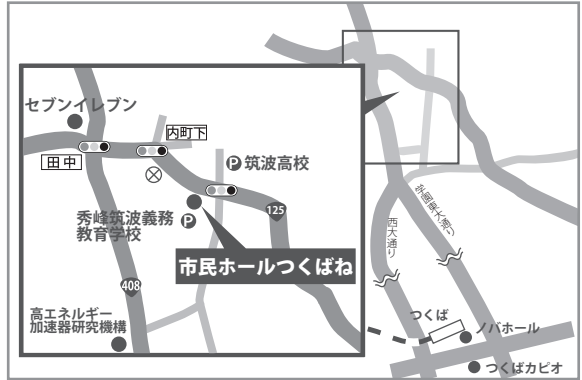 セブンイレブン
田中
内町下
P 筑波高校
秀峰筑波義務
教育学校
P
125
市民ホールつくばね
408
高エネルギー
加速器研究機構
学園東大通り
西大通り
つくば
ノバホール
つくばカピオ